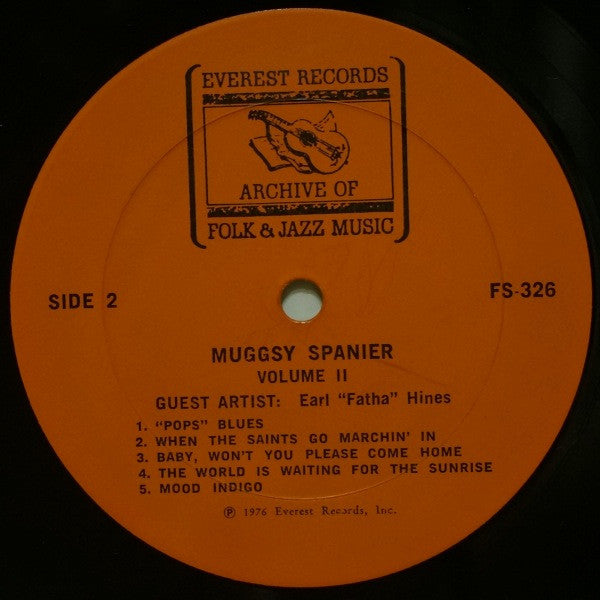 EVEREST RECORDS
ARCHIVE OF
FOLK & JAZZ MUSIC
SIDE 2
FS-326
MUGGSY SPANIER
VOLUME II
GUEST ARTIST: Earl "Fatha" Hines
1. "POPS" BLUES
2. WHEN THE SAINTS GO MARCHIN' IN
3. BABY, WON'T YOU PLEASE COME HOME
4. THE WORLD IS WAITING FOR THE SUNRISE
5. MOOD INDIGO
℗ 1976 Everest Records, Inc.